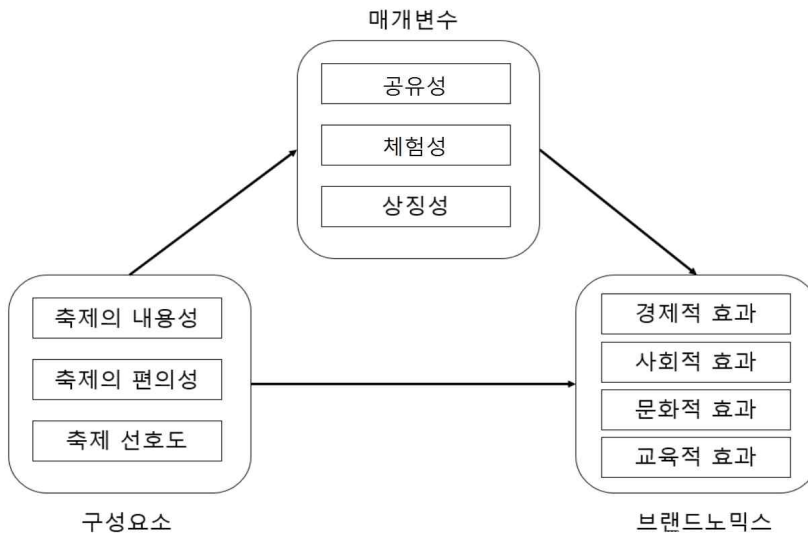 매개변수
공유성
체험성
상징성
축제의 내용성
축제의 편의성
축제 선호도
구성요소
경제적 효과
사회적 효과
문화적 효과
교육적 효과
브랜드노믹스